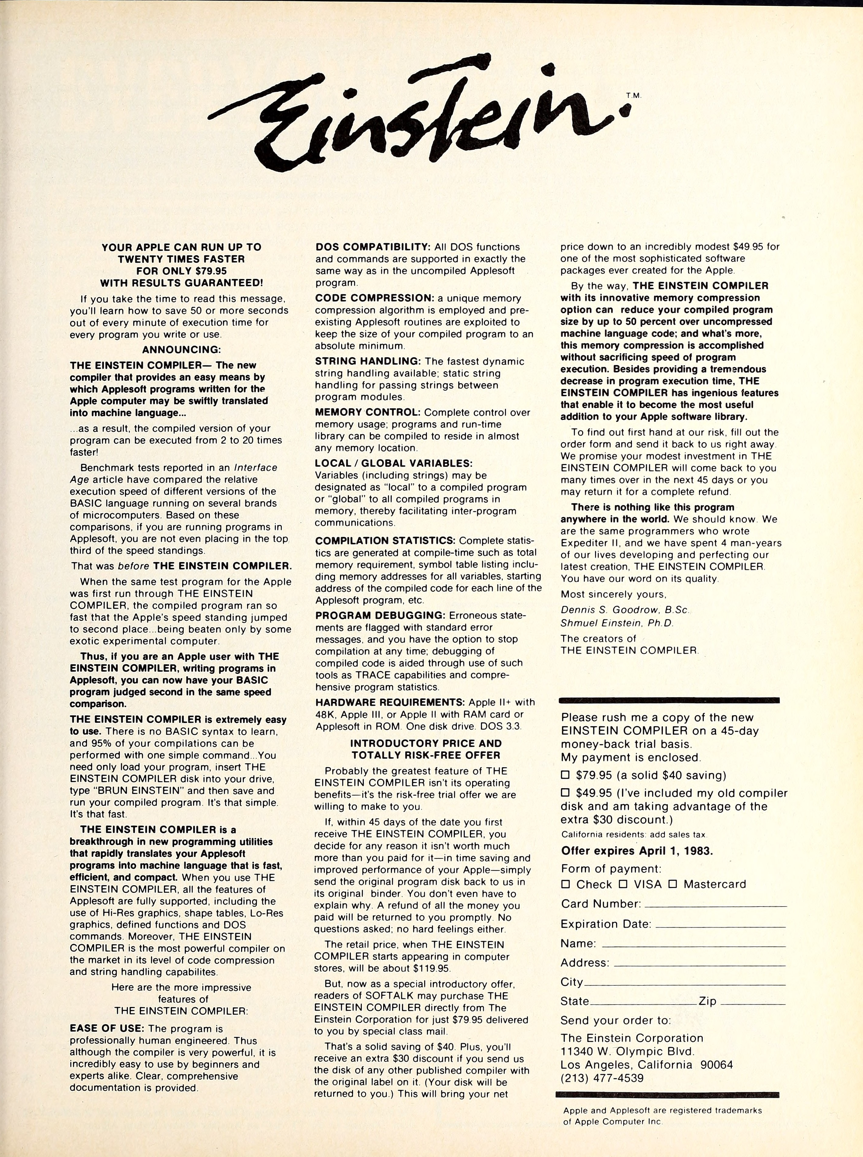 Einstein.
T.M.
YOUR APPLE CAN RUN UP TO
TWENTY TIMES FASTER
FOR ONLY $79.95
WITH RESULTS GUARANTEED!
If you take the time to read this message,
you'll learn how to save 50 or more seconds
out of every minute of execution time for
every program you write or use.
ANNOUNCING:
THE EINSTEIN COMPILER— The new
compiler that provides an easy means by
which Applesoft programs written for the
Apple computer may be swiftly translated
into machine language...
...as a result, the compiled version of your
program can be executed from 2 to 20 times
faster!
Benchmark tests reported in an Interface
Age article have compared the relative
execution speed of different versions of the
BASIC language running on several brands
of microcomputers. Based on these
comparisons, if you are running programs in
Applesoft, you are not even placing in the top
third of the speed standings.
That was before THE EINSTEIN COMPILER.
When the same test program for the Apple
was first run through THE EINSTEIN
COMPILER, the compiled program ran so
fast that the Apple's speed standing jumped
to second place...being beaten only by some
exotic experimental computer.
Thus, if you are an Apple user with THE
EINSTEIN COMPILER, writing programs in
Applesoft, you can now have your BASIC
program judged second in the same speed
comparison.
THE EINSTEIN COMPILER is extremely easy
to use. There is no BASIC syntax to learn,
and 95% of your compilations can be
performed with one simple command...You
need only load your program, insert THE
EINSTEIN COMPILER disk into your drive,
type "BRUN EINSTEIN" and then save and
run your compiled program. It's that simple.
It's that fast.
THE EINSTEIN COMPILER is a
breakthrough in new programming utilities
that rapidly translates your Applesoft
programs into machine language that is fast,
efficient, and compact. When you use THE
EINSTEIN COMPILER, all the features of
Applesoft are fully supported, including the
use of Hi-Res graphics, shape tables, Lo-Res
graphics, defined functions and DOS
commands. Moreover, THE EINSTEIN
COMPILER is the most powerful compiler on
the market in its level of code compression
and string handling capabilites.
Here are the more impressive
features of
THE EINSTEIN COMPILER:
EASE OF USE: The program is
professionally human engineered. Thus
although the compiler is very powerful, it is
incredibly easy to use by beginners and
experts alike. Clear, comprehensive
documentation is provided.
DOS COMPATIBILITY: All DOS functions
and commands are supported in exactly the
same way as in the uncompiled Applesoft
program.
CODE COMPRESSION: a unique memory
compression algorithm is employed and pre-
existing Applesoft routines are exploited to
keep the size of your compiled program to an
absolute minimum.
STRING HANDLING: The fastest dynamic
string handling available; static string
handling for passing strings between
program modules.
MEMORY CONTROL: Complete control over
memory usage; programs and run-time
library can be compiled to reside in almost
any memory location.
LOCAL / GLOBAL VARIABLES:
Variables (including strings) may be
designated as "local" to a compiled program
or "global" to all compiled programs in
memory, thereby facilitating inter-program
communications.
COMPILATION STATISTICS: Complete statis-
tics are generated at compile-time such as total
memory requirement, symbol table listing inclu-
ding memory addresses for all variables, starting
address of the compiled code for each line of the
Applesoft program, etc.
PROGRAM DEBUGGING: Erroneous state-
ments are flagged with standard error
messages, and you have the option to stop
compilation at any time; debugging of
compiled code is aided through use of such
tools as TRACE capabilities and compre-
hensive program statistics.
HARDWARE REQUIREMENTS: Apple II+ with
48K, Apple III, or Apple II with RAM card or
Applesoft in ROM. One disk drive. DOS 3.3.
INTRODUCTORY PRICE AND
TOTALLY RISK-FREE OFFER
Probably the greatest feature of THE
EINSTEIN COMPILER isn't its operating
benefits—it's the risk-free trial offer we are
willing to make to you.
If, within 45 days of the date you first
receive THE EINSTEIN COMPILER, you
decide for any reason it isn't worth much
more than you paid for it—in time saving and
improved performance of your Apple—simply
send the original program disk back to us in
its original binder. You don't even have to
explain why. A refund of all the money you
paid will be returned to you promptly. No
questions asked; no hard feelings either.
The retail price, when THE EINSTEIN
COMPILER starts appearing in computer
stores, will be about $119.95.
But, now as a special introductory offer,
readers of SOFTALK may purchase THE
EINSTEIN COMPILER directly from The
Einstein Corporation for just $79.95 delivered
to you by special class mail.
That's a solid saving of $40. Plus, you'll
receive an extra $30 discount if you send us
the disk of any other published compiler with
the original label on it. (Your disk will be
returned to you.) This will bring your net
price down to an incredibly modest $49.95 for
one of the most sophisticated software
packages ever created for the Apple.
By the way, THE EINSTEIN COMPILER
with its innovative memory compression
option can reduce your compiled program
size by up to 50 percent over uncompressed
machine language code; and what's more,
this memory compression is accomplished
without sacrificing speed of program
execution. Besides providing a tremendous
decrease in program execution time, THE
EINSTEIN COMPILER has ingenious features
that enable it to become the most useful
addition to your Apple software library.
To find out first hand at our risk, fill out the
order form and send it back to us right away.
We promise your modest investment in THE
EINSTEIN COMPILER will come back to you
many times over in the next 45 days or you
may return it for a complete refund.
There is nothing like this program
anywhere in the world. We should know. We
are the same programmers who wrote
Expediter II, and we have spent 4 man-years
of our lives developing and perfecting our
latest creation, THE EINSTEIN COMPILER.
You have our word on its quality.
Most sincerely yours,
Dennis S. Goodrow, B.Sc.
Shmuel Einstein, Ph.D.
The creators of
THE EINSTEIN COMPILER.
Please rush me a copy of the new
EINSTEIN COMPILER on a 45-day
money-back trial basis.
My payment is enclosed.
☐ $79.95 (a solid $40 saving)
☐ $49.95 (I've included my old compiler
disk and am taking advantage of the
extra $30 discount.)
California residents: add sales tax
Offer expires April 1, 1983.
Form of payment:
☐ Check ☐ VISA ☐ Mastercard
Card Number:
Expiration Date:
Name:
Address:
City
State Zip
Send your order to:
The Einstein Corporation
11340 W. Olympic Blvd.
Los Angeles, California 90064
(213) 477-4539
Apple and Applesoft are registered trademarks
of Apple Computer Inc.